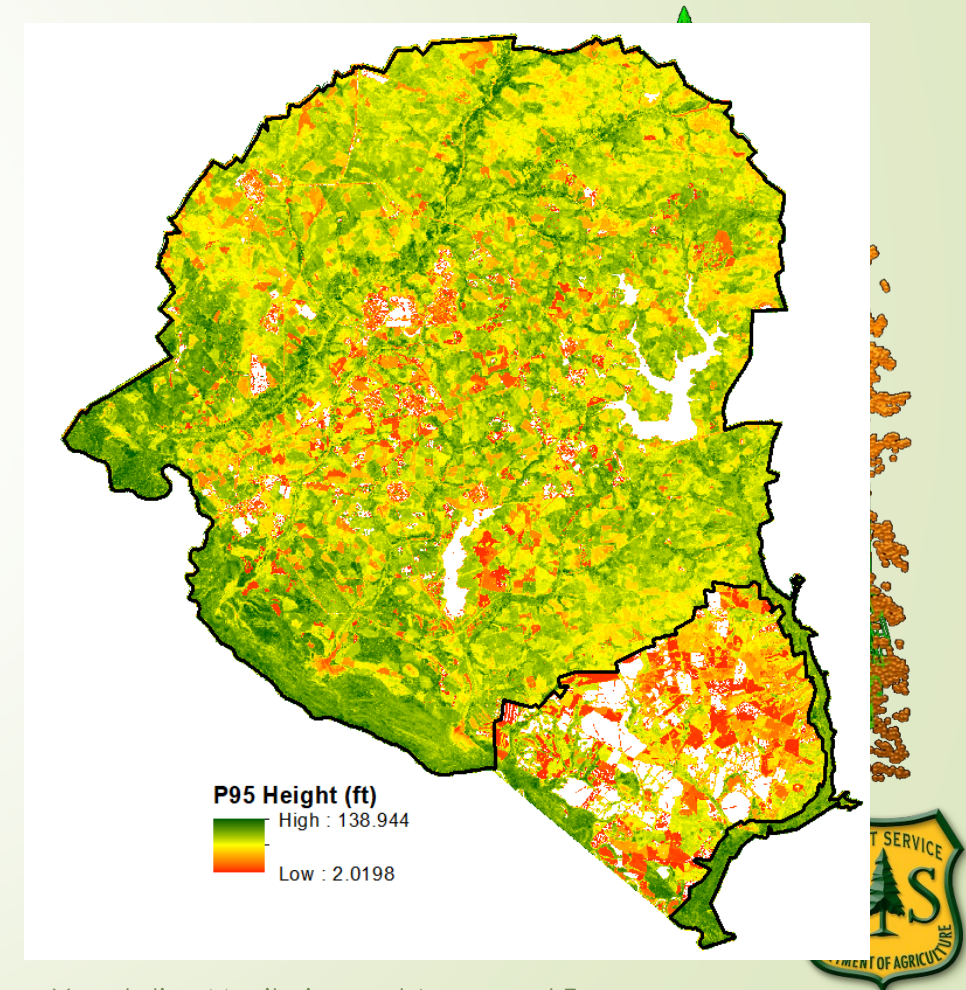 P95 Height (ft)
High : 138.944
Low : 2.0198
T SERVICE
S
MENT OF AGRICULTURE